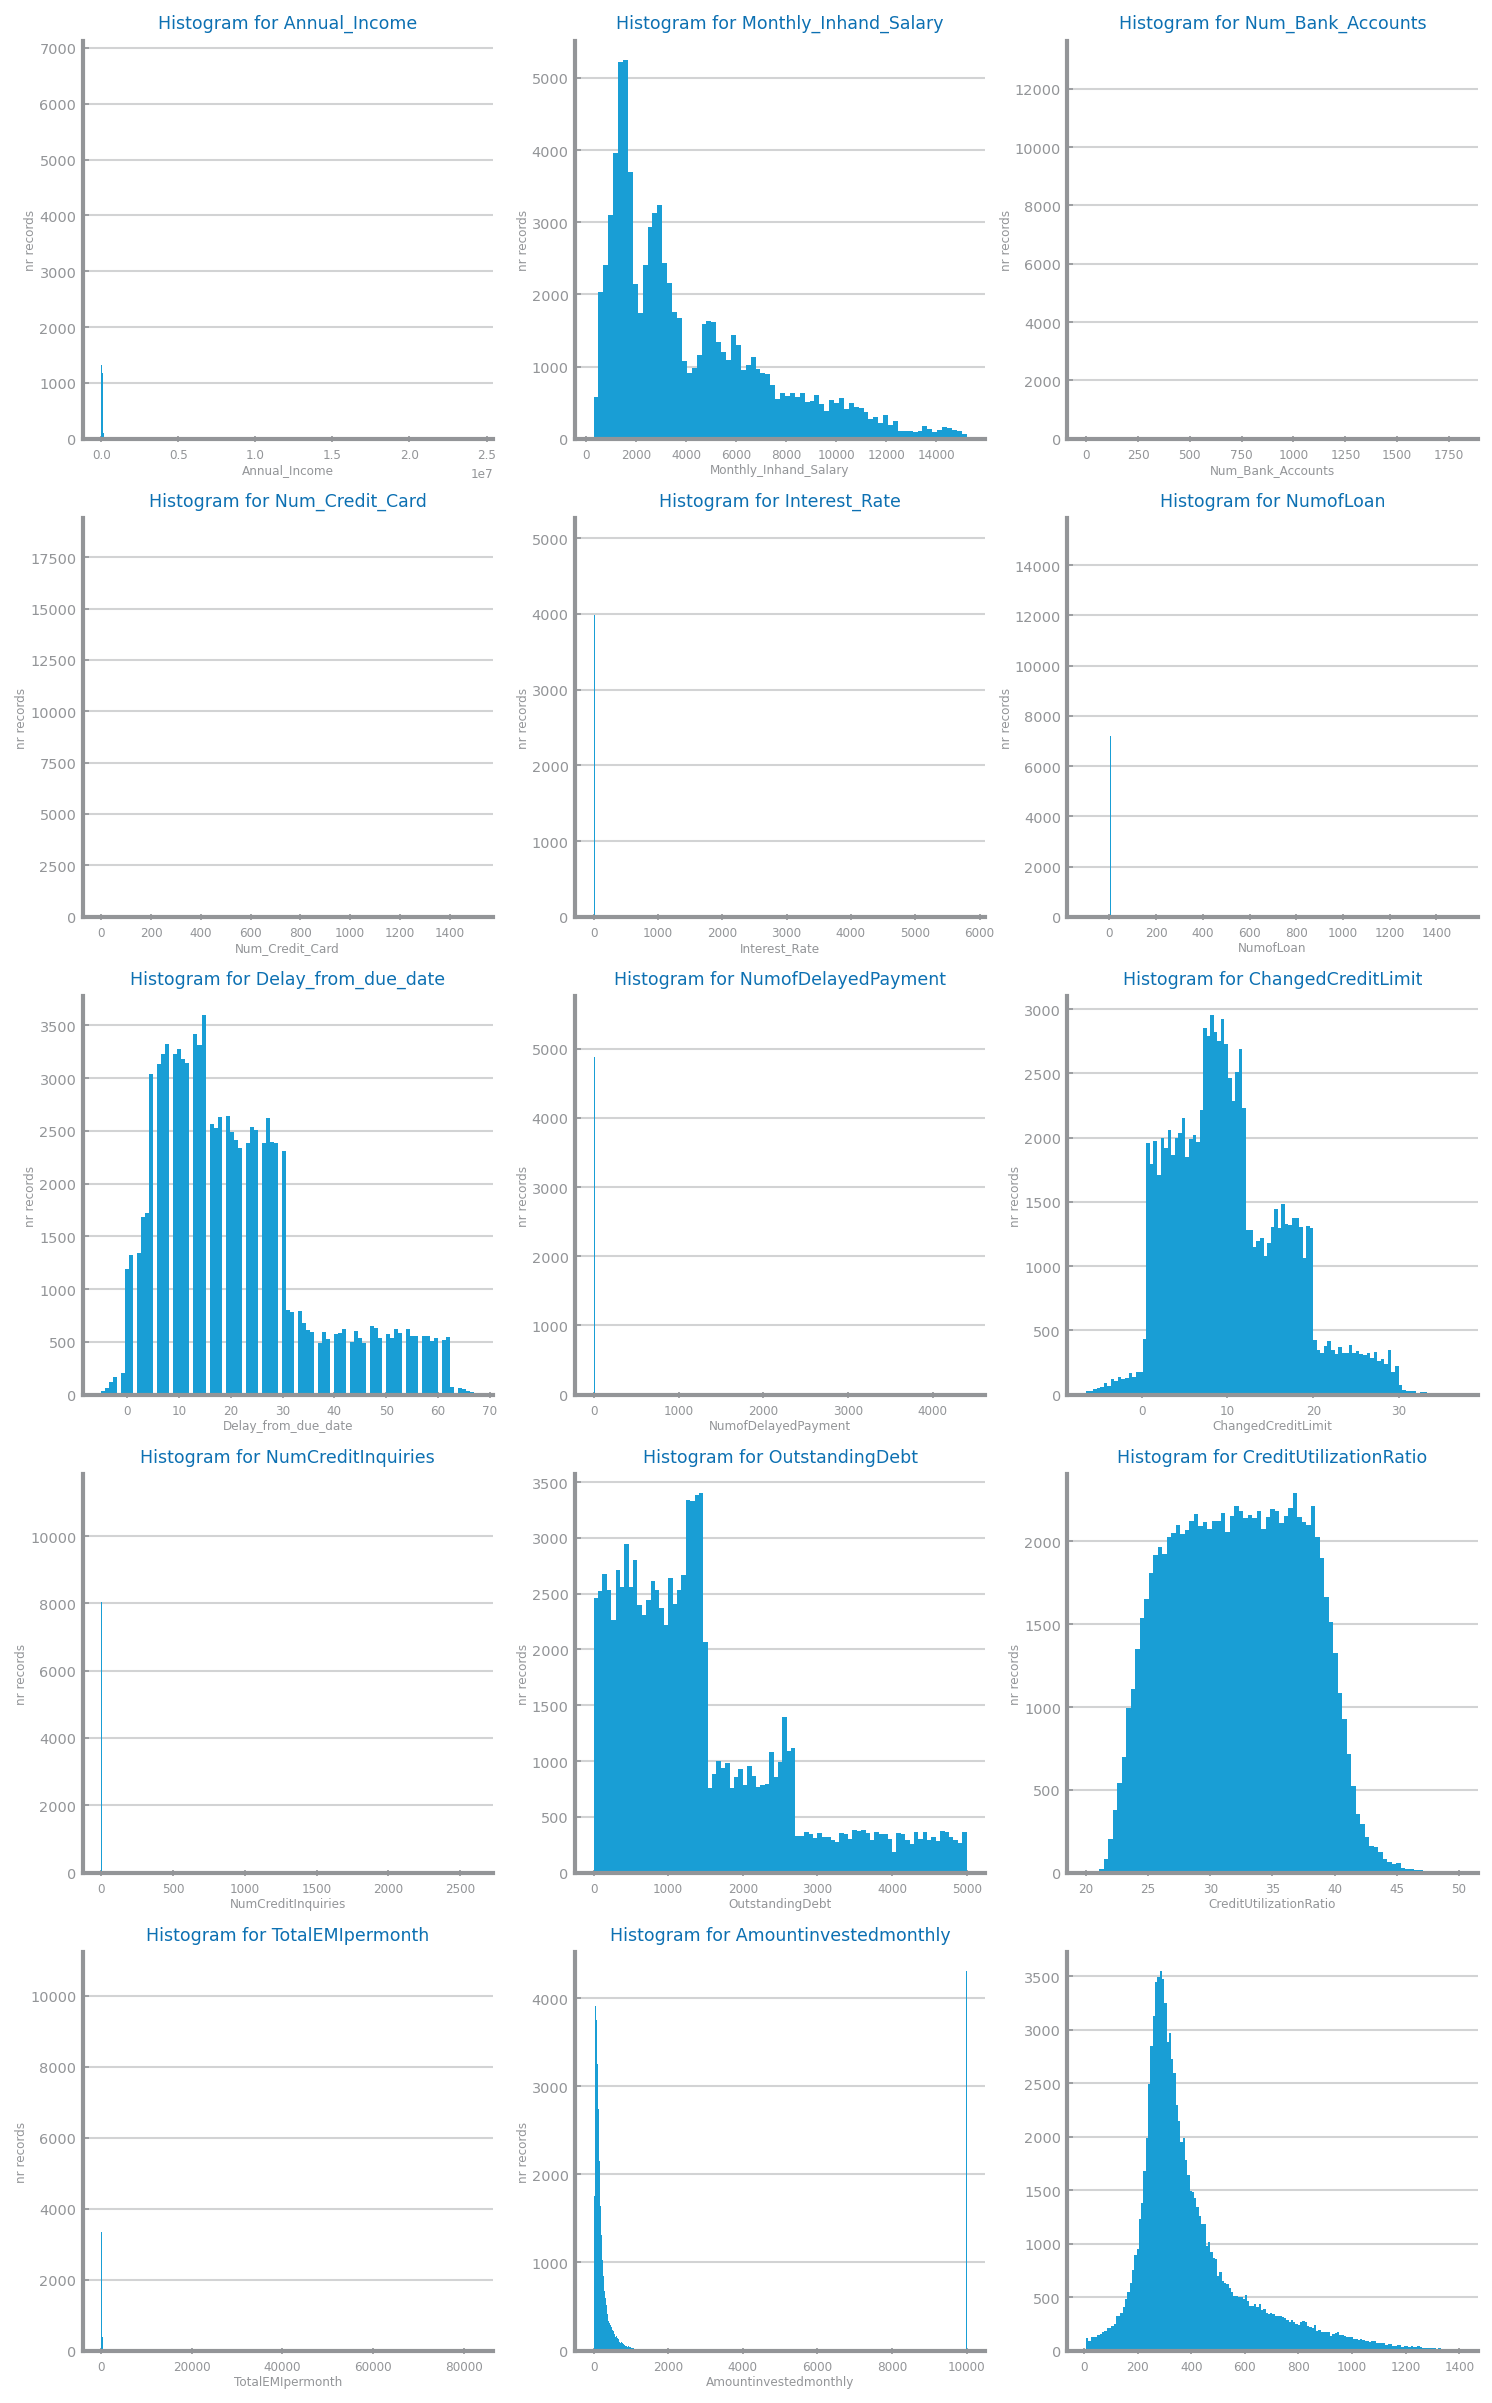 Histogram for Annual_Income
7000
6000
5000
4000
3000
2000
1000
0
nr records
0.0 0.5 1.0 1.5 2.0 2.5
1e7
Annual_Income
Histogram for Monthly_Inhand_Salary
5000
4000
3000
2000
1000
0
nr records
0 2000 4000 6000 8000 10000 12000 14000
Monthly_Inhand_Salary
Histogram for Num_Bank_Accounts
12000
10000
8000
6000
4000
2000
0
nr records
0 250 500 750 1000 1250 1500 1750
Num_Bank_Accounts
Histogram for Num_Credit_Card
17500
15000
12500
10000
7500
5000
2500
0
nr records
0 200 400 600 800 1000 1200 1400
Num_Credit_Card
Histogram for Interest_Rate
5000
4000
3000
2000
1000
0
nr records
0 1000 2000 3000 4000 5000 6000
Interest_Rate
Histogram for NumofLoan
14000
12000
10000
8000
6000
4000
2000
0
nr records
0 200 400 600 800 1000 1200 1400
NumofLoan
Histogram for Delay_from_due_date
3500
3000
2500
2000
1500
1000
500
0
nr records
0 10 20 30 40 50 60 70
Delay_from_due_date
Histogram for NumofDelayedPayment
5000
4000
3000
2000
1000
0
nr records
0 1000 2000 3000 4000
NumofDelayedPayment
Histogram for ChangedCreditLimit
3000
2500
2000
1500
1000
500
0
nr records
0 10 20 30
ChangedCreditLimit
Histogram for NumCreditInquiries
10000
8000
6000
4000
2000
0
nr records
0 500 1000 1500 2000 2500
NumCreditInquiries
Histogram for OutstandingDebt
3500
3000
2500
2000
1500
1000
500
0
nr records
0 1000 2000 3000 4000 5000
OutstandingDebt
Histogram for CreditUtilizationRatio
2000
1500
1000
500
0
nr records
20 25 30 35 40 45 50
CreditUtilizationRatio
Histogram for TotalEMIpermonth
10000
8000
6000
4000
2000
0
nr records
0 20000 40000 60000 80000
TotalEMIpermonth
Histogram for Amountinvestedmonthly
4000
3000
2000
1000
0
nr records
0 2000 4000 6000 8000 10000
Amountinvestedmonthly
3500
3000
2500
2000
1500
1000
500
0
0 200 400 600 800 1000 1200 1400